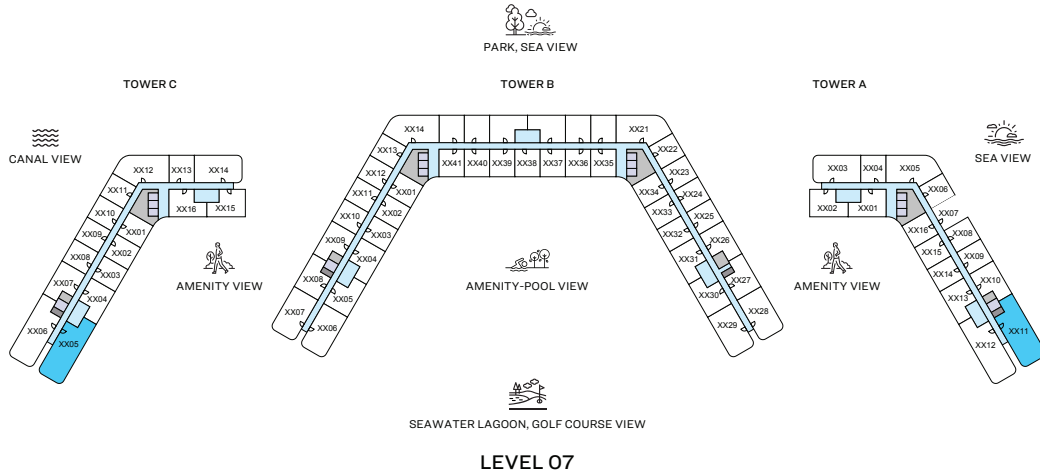 PARK, SEA VIEW
TOWER C
TOWER B
TOWER A
CANAL VIEW
SEA VIEW
XX12
XX13
XX14
XX11
XX10
XX09
XX08
XX07
XX06
XX16
XX15
XX01
XX02
XX03
XX04
XX05
AMENITY VIEW
XX14
XX13
XX12
XX11
XX10
XX09
XX08
XX07
XX01
XX02
XX03
XX04
XX05
XX06
XX41
XX40
XX39
XX38
XX37
XX36
XX35
XX21
XX22
XX23
XX24
XX25
XX26
XX27
XX28
XX34
XX33
XX32
XX31
XX30
XX29
AMENITY-POOL VIEW
XX03
XX04
XX05
XX06
XX02
XX01
XX07
XX08
XX09
XX10
XX11
XX16
XX15
XX14
XX13
XX12
AMENITY VIEW
SEAWATER LAGOON, GOLF COURSE VIEW
LEVEL 07